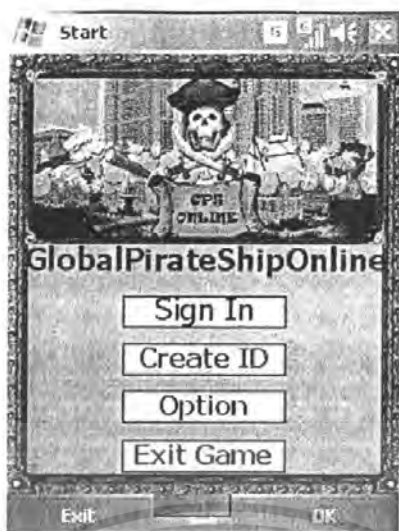 Start
GPS
ONLINE
GlobalPirateShipOnline
Sign In
Create ID
Option
Exit Game
Exit
OK